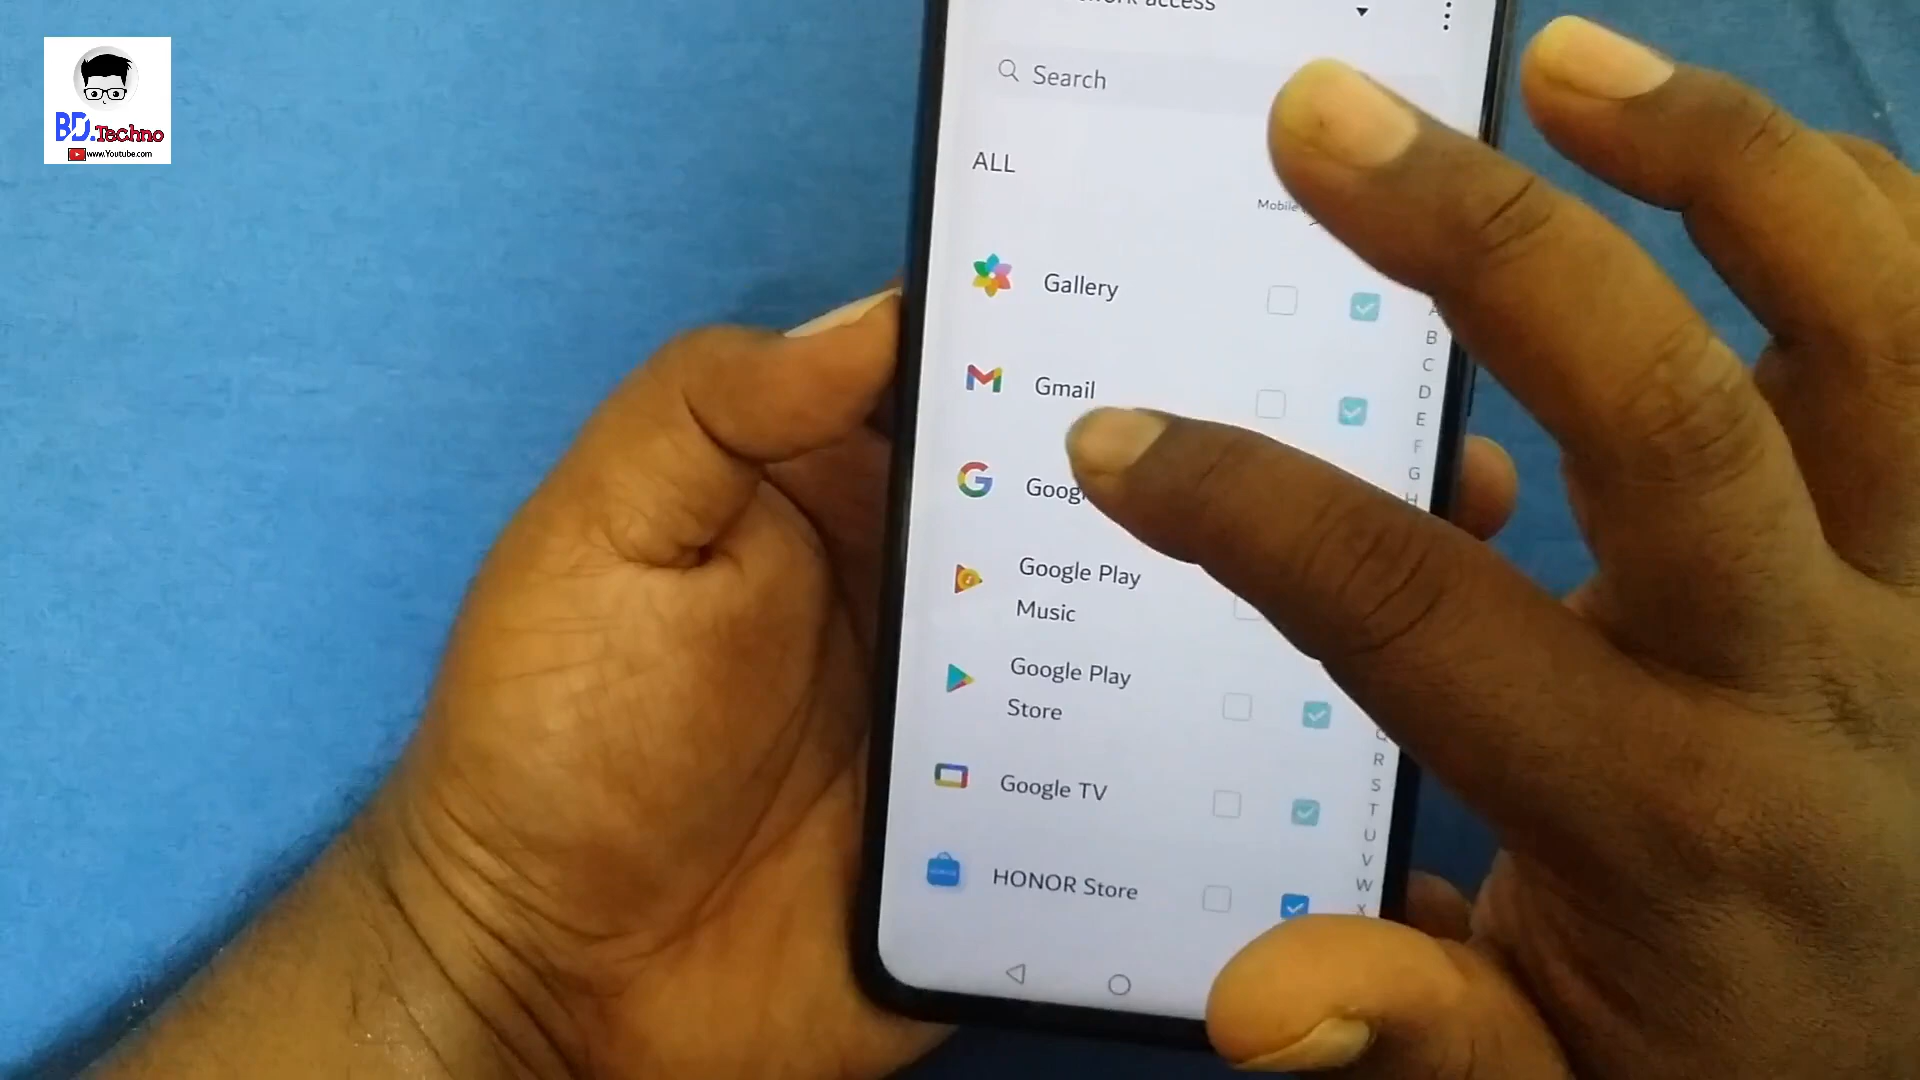 BD.Techno
www.Youtube.com
access
Search
ALL
Mobile
Gallery
Gmail
Google Play
Music
Google Play
Store
Google TV
HONOR Store
A
B
C
D
E
F
G
H
Q
R
S
T
U
V
W
X